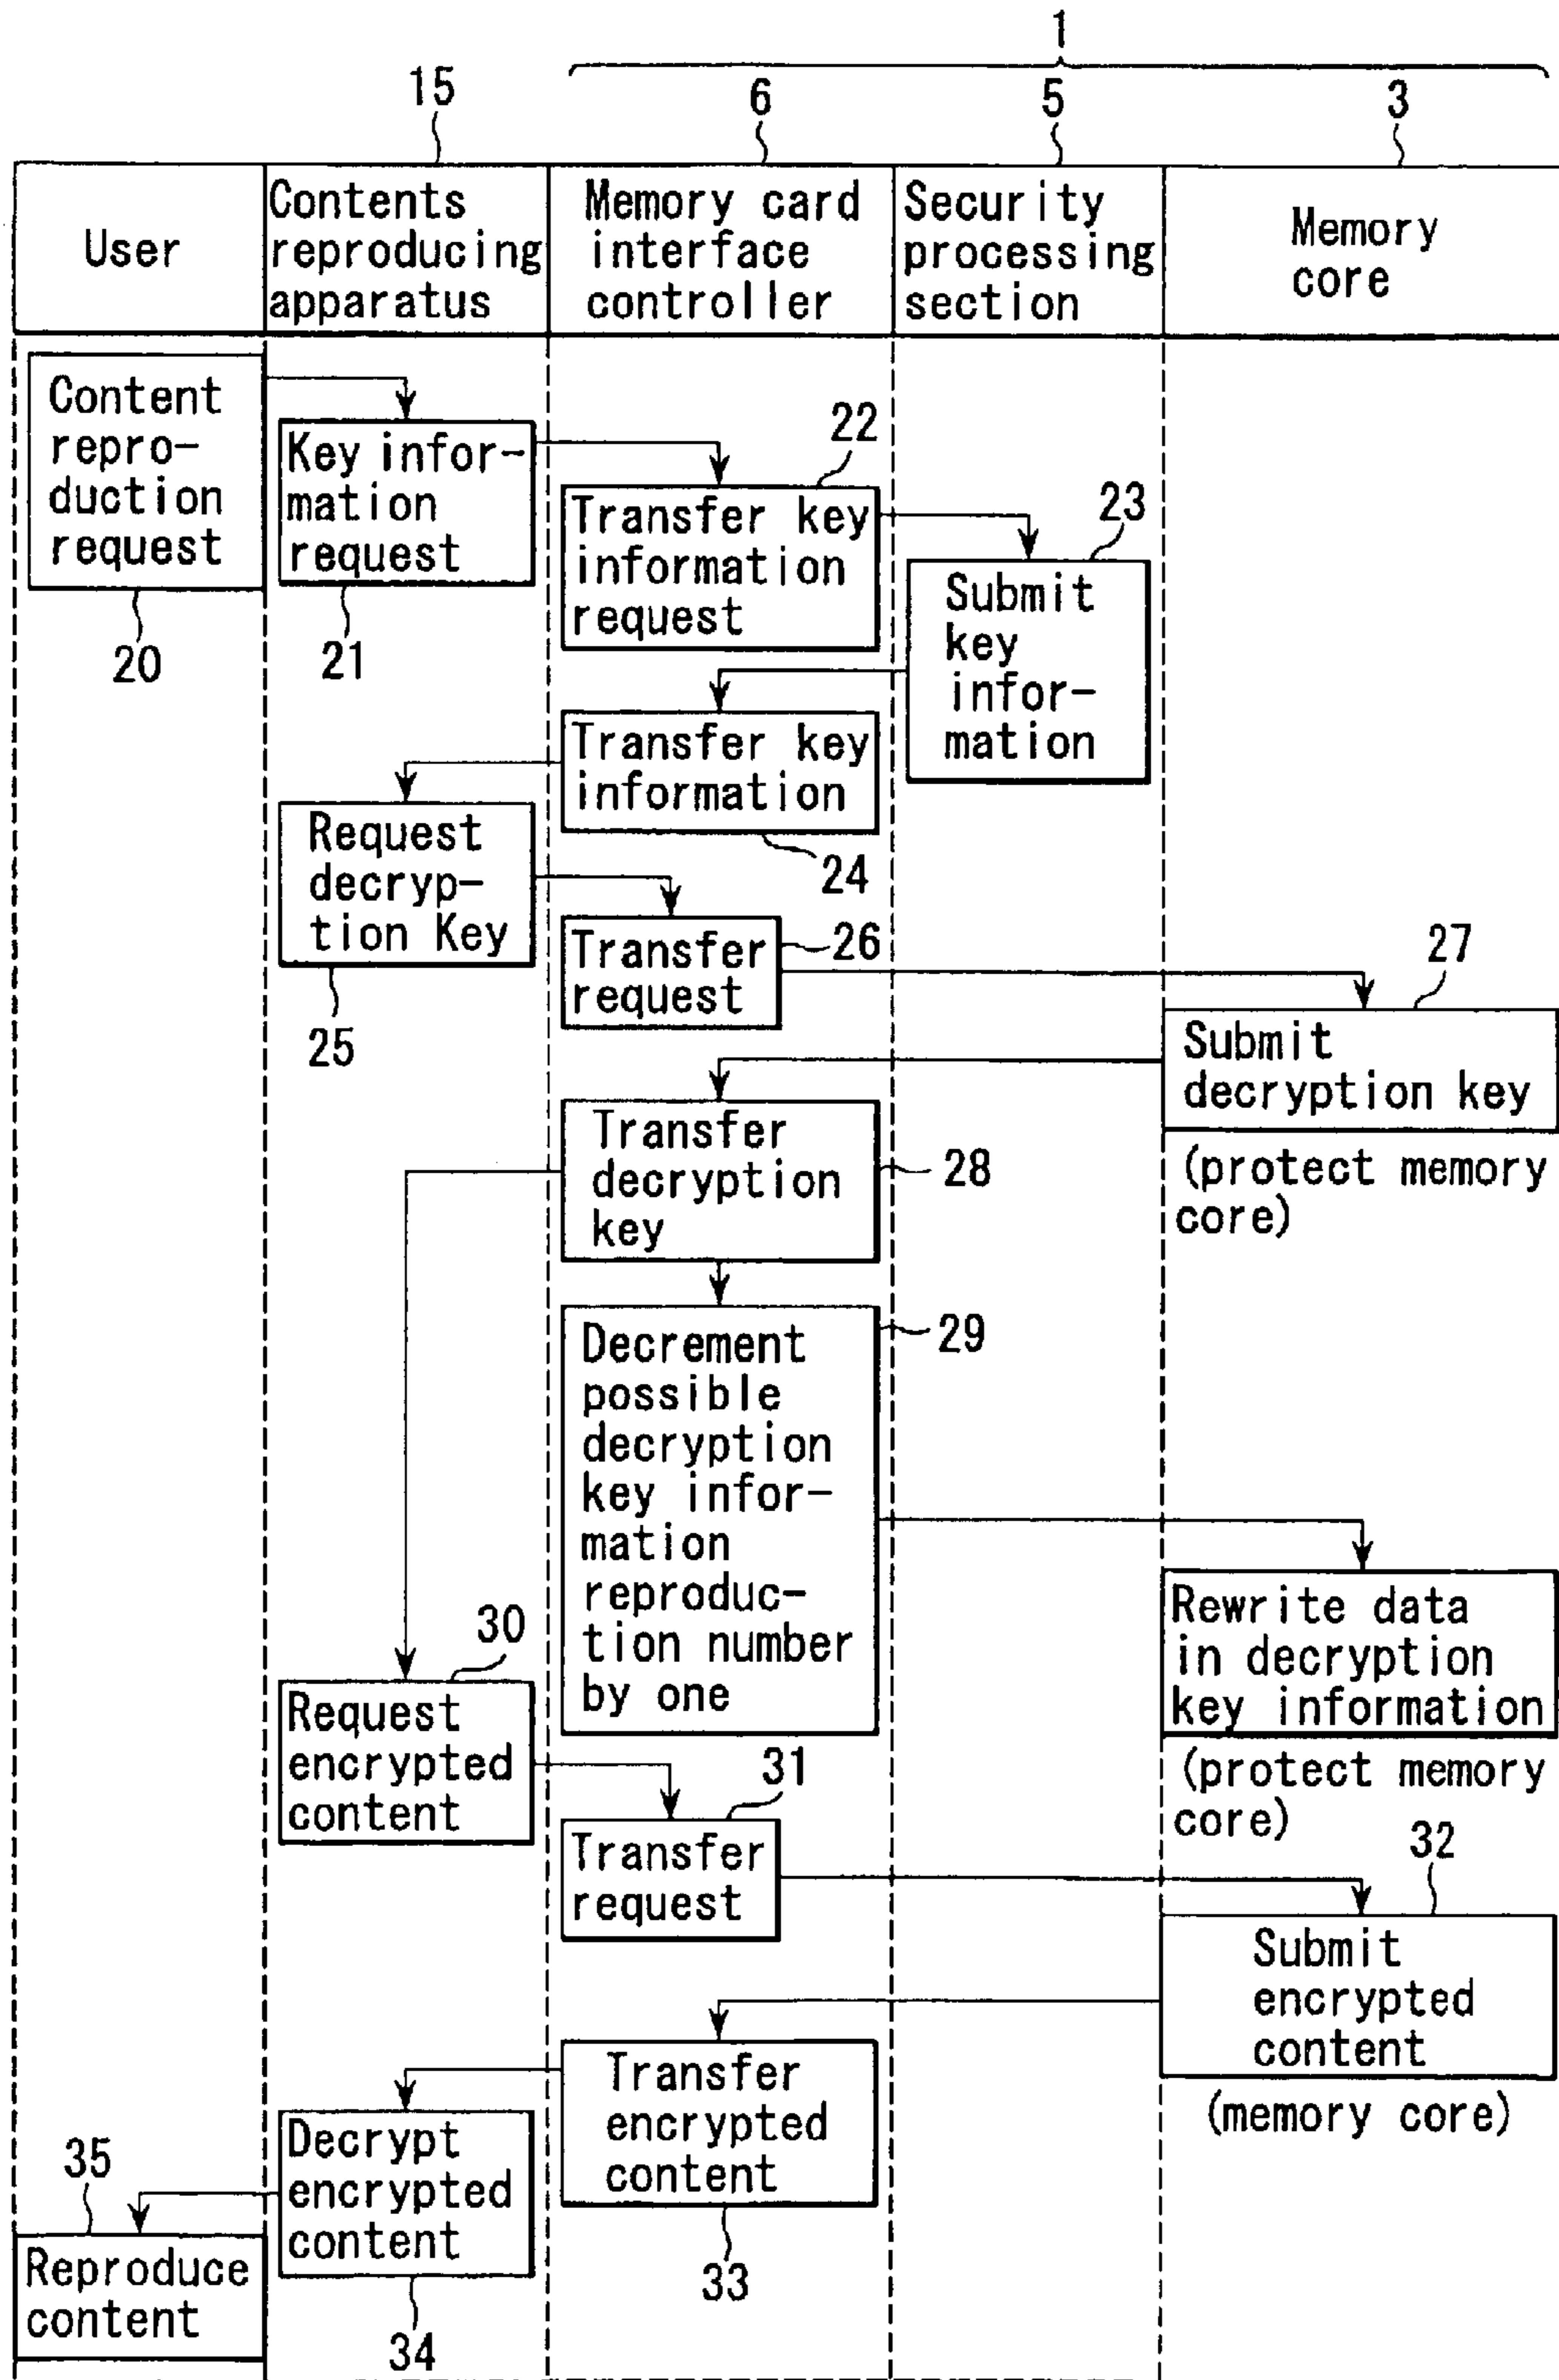 1
15
6
5
3
User
Contents
reproducing
apparatus
Memory card
interface
controller
Security
processing
section
Memory
core
Content
repro-
duction
request
20
Key infor-
mation
request
21
22
Transfer key
information
request
23
Submit
key
infor-
mation
Transfer key
information
24
Request
decryp-
tion Key
25
Transfer
request
26
27
Submit
decryption key
(protect memory
core)
Transfer
decryption
key
28
Decrement
possible
decryption
key infor-
mation
reproduc-
tion number
by one
29
Rewrite data
in decryption
key information
(protect memory
core)
30
Request
encrypted
content
31
Transfer
request
32
Submit
encrypted
content
(memory core)
Transfer
encrypted
content
33
Decrypt
encrypted
content
34
35
Reproduce
content